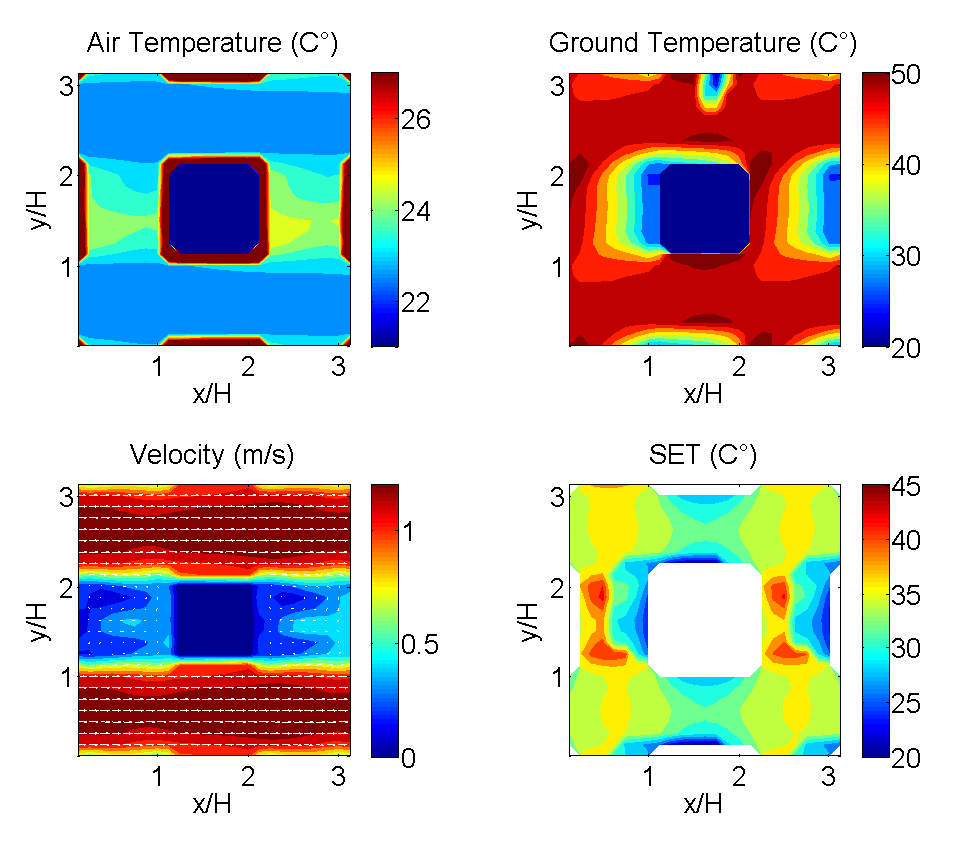 Air Temperature (C°)
3
2
1
y/H
1 2 3
x/H
26
24
22
Ground Temperature (C°)
3
2
1
y/H
1 2 3
x/H
50
40
30
20
Velocity (m/s)
3
2
1
y/H
1 2 3
x/H
1
0.5
0
SET (C°)
3
2
1
y/H
1 2 3
x/H
45
40
35
30
25
20